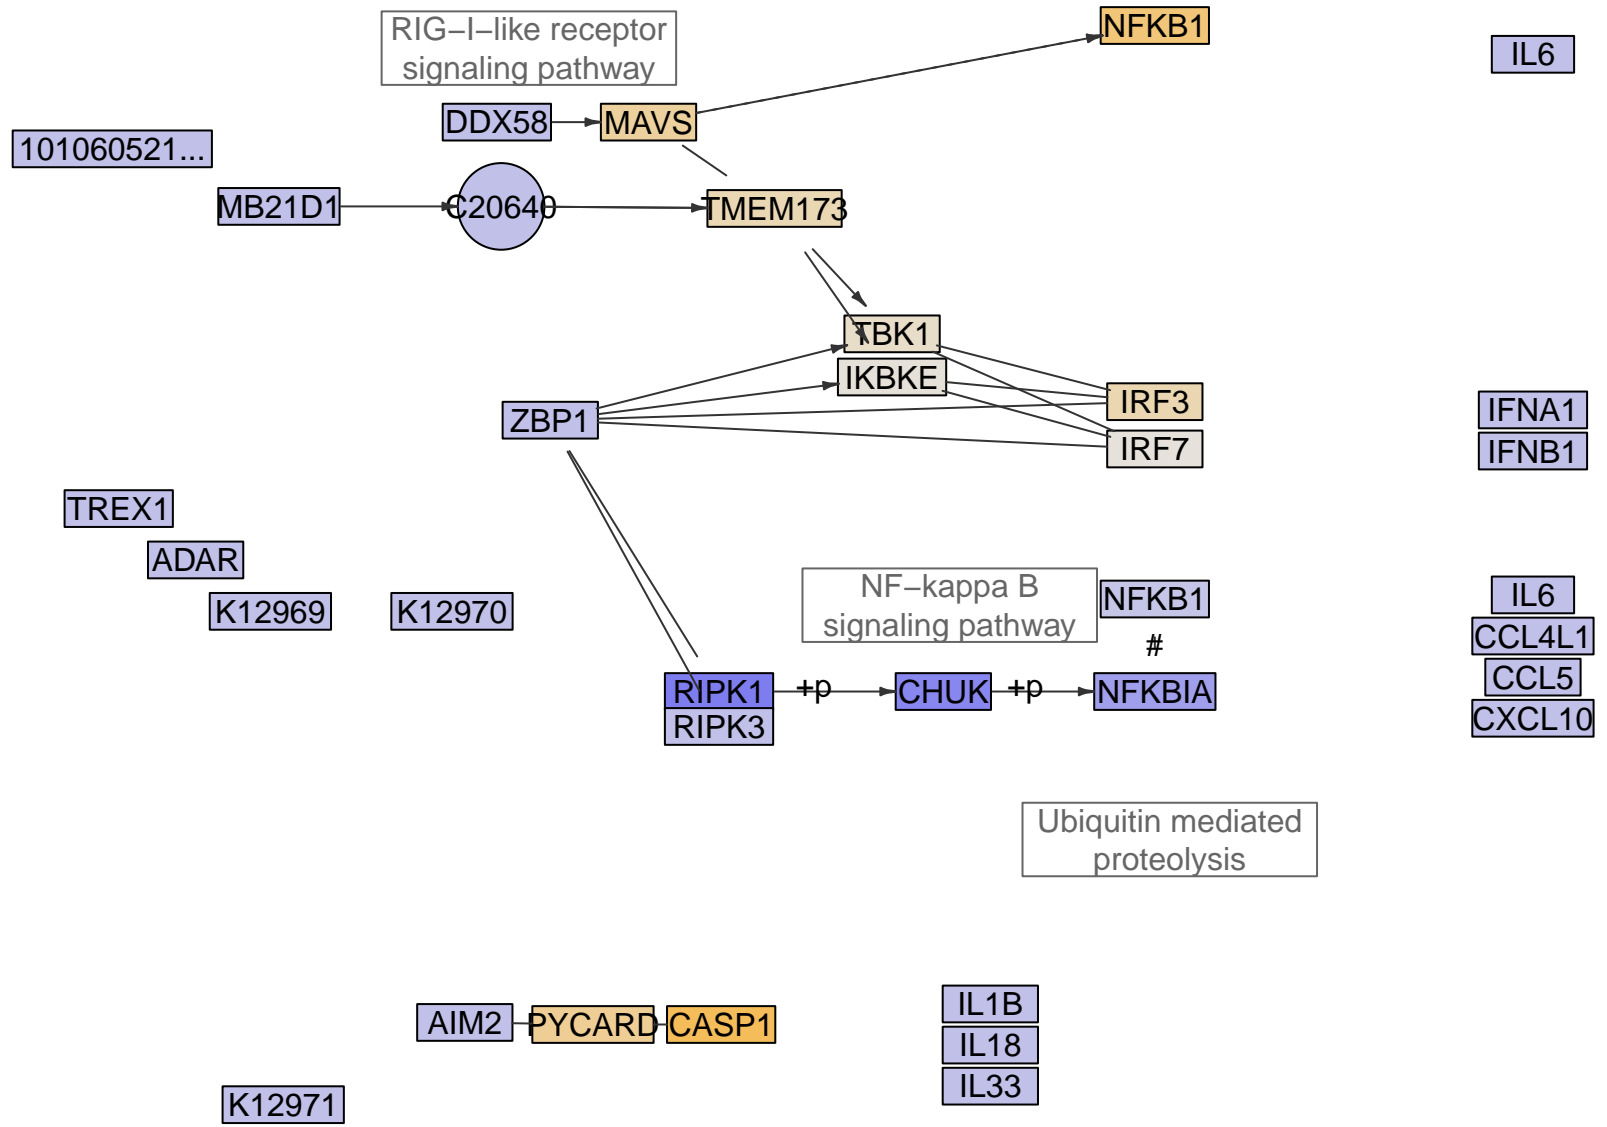 RIG−I−like receptor
signaling pathway
NFKB1
IL6
DDX58
MAVS
101060521...
MB21D1
C20640
TMEM173
TBK1
IKBKE
ZBP1
IRF3
IRF7
IFNA1
IFNB1
TREX1
ADAR
K12969
K12970
NF−kappa B
signaling pathway
NFKB1
#
IL6
CCL4L1
CCL5
CXCL10
RIPK1
+p
CHUK
+p
NFKBIA
RIPK3
Ubiquitin mediated
proteolysis
AIM2
PYCARD
CASP1
IL1B
IL18
IL33
K12971